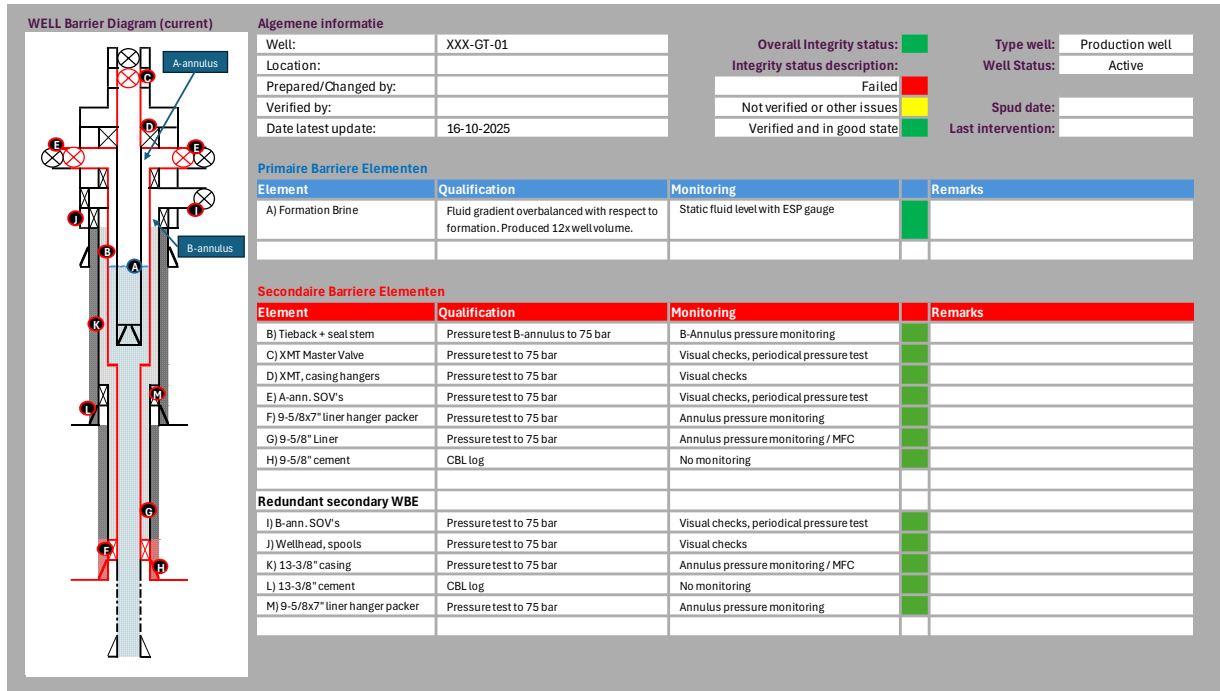 WELL Barrier Diagram (current)
A-annulus
C
D
E
E
J
I
B
B-annulus
A
K
M
L
G
F
H
Algemene informatie
Well: XXX-GT-01
Location:
Prepared/Changed by:
Verified by:
Date latest update: 16-10-2025
Overall Integrity status:
Integrity status description:
Failed
Not verified or other issues
Verified and in good state
Type well: Production well
Well Status: Active
Spud date:
Last intervention:
Primaire Barriere Elementen
Element Qualification Monitoring Remarks
A) Formation Brine Fluid gradient overbalanced with respect to Static fluid level with ESP gauge
formation. Produced 12x wellvolume.
Secondaire Barriere Elementen
Element Qualification Monitoring Remarks
B) Tieback + seal stem Pressure test B-annulus to 75 bar B-Annulus pressure monitoring
C) XMT Master Valve Pressure test to 75 bar Visual checks, periodical pressure test
D) XMT, casing hangers Pressure test to 75 bar Visual checks
E) A-ann. SOV's Pressure test to 75 bar Visual checks, periodical pressure test
F) 9-5/8x7" liner hanger packer Pressure test to 75 bar Annulus pressure monitoring
G) 9-5/8" Liner Pressure test to 75 bar Annulus pressure monitoring / MFC
H) 9-5/8" cement CBL log No monitoring
Redundant secondary WBE
I) B-ann. SOV's Pressure test to 75 bar Visual checks, periodical pressure test
J) Wellhead, spools Pressure test to 75 bar Visual checks
K) 13-3/8" casing Pressure test to 75 bar Annulus pressure monitoring / MFC
L) 13-3/8" cement CBL log No monitoring
M) 9-5/8x7" liner hanger packer Pressure test to 75 bar Annulus pressure monitoring